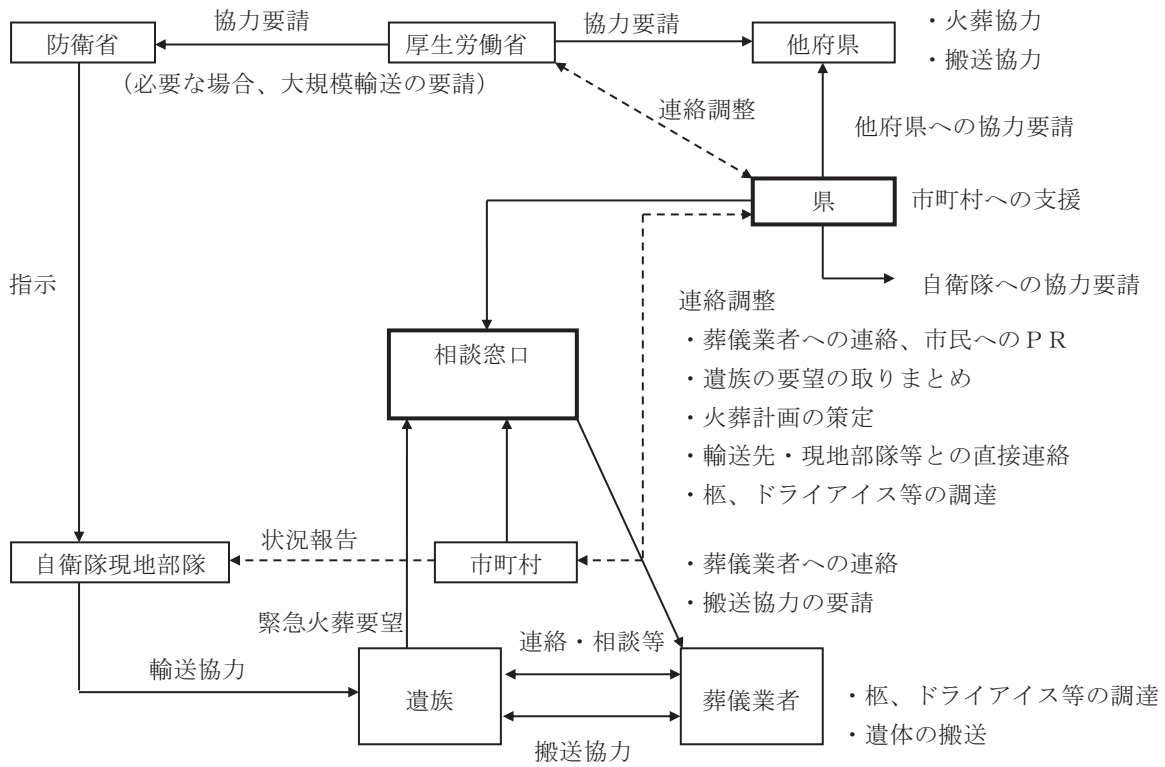 協力要請
協力要請
・火葬協力
防衛省
厚生労働省
他府県
・搬送協力
（必要な場合、大規模輸送の要請）
連絡調整
他府県への協力要請
県
市町村への支援
指示
自衛隊への協力要請
連絡調整
・葬儀業者への連絡、市民へのＰＲ
相談窓口
・遺族の要望の取りまとめ
・火葬計画の策定
・輸送先・現地部隊等との直接連絡
・柩、ドライアイス等の調達
状況報告
自衛隊現地部隊
市町村
・葬儀業者への連絡
・搬送協力の要請
緊急火葬要望
連絡・相談等
輸送協力
遺族
葬儀業者
・柩、ドライアイス等の調達
・遺体の搬送
搬送協力